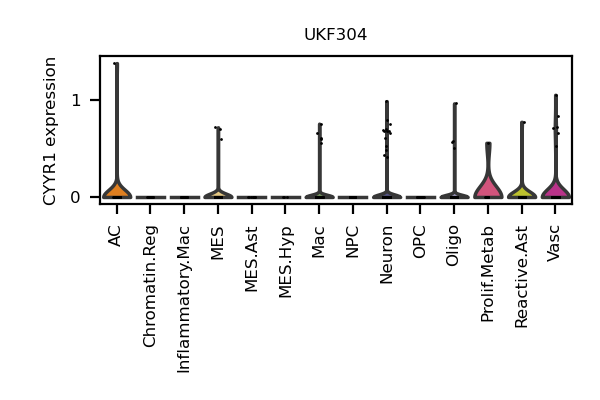 UKF304
CYYR1 expression
1
0
AC
Chromatin.Reg
Inflammatory.Mac
MES
MES.Ast
MES.Hyp
Mac
NPC
Neuron
OPC
Oligo
Prolif.Metab
Reactive.Ast
Vasc